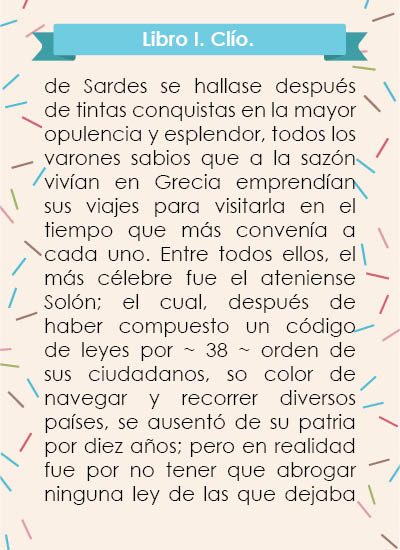 Libro I. Clío.
de Sardes se hallase después
de tintas conquistas en la mayor
opulencia y esplendor, todos los
varones sabios que a la sazón
vivían en Grecia emprendían
sus viajes para visitarla en el
tiempo que más convenía a
cada uno. Entre todos ellos, el
más célebre fue el ateniense
Solón; el cual, después de
haber compuesto un código
de leyes por ~ 38 ~ orden de
sus ciudadanos, so color de
navegar y recorrer diversos
países, se ausentó de su patria
por diez años; pero en realidad
fue por no tener que abrogar
ninguna ley de las que dejaba